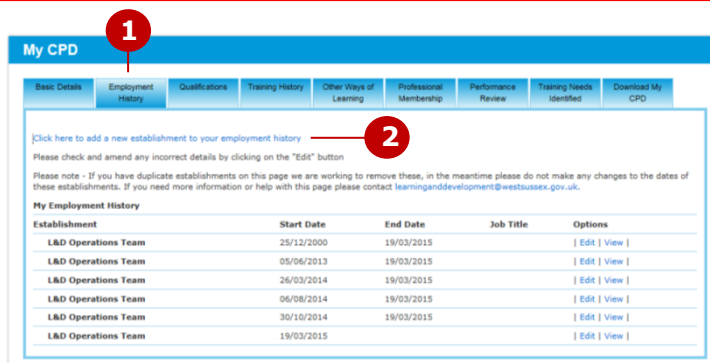 1
My CPD
Basic Details Employment History Qualifications Training History Other Ways of Learning Professional Membership Performance Review Training Needs Identified Download My CPD
Click here to add a new establishment to your employment history
2
Please check and amend any incorrect details by clicking on the "Edit" button
Please note - If you have duplicate establishments on this page we are working to remove these, in the meantime please do not make any changes to the dates of
these establishments. If you need more information or help with this page please contact learninganddevelopment@westsussex.gov.uk.
My Employment History
Establishment Start Date End Date Job Title Options
L&D Operations Team 25/12/2000 19/03/2015 | Edit | View |
L&D Operations Team 05/06/2013 19/03/2015 | Edit | View |
L&D Operations Team 26/03/2014 19/03/2015 | Edit | View |
L&D Operations Team 06/08/2014 19/03/2015 | Edit | View |
L&D Operations Team 30/10/2014 19/03/2015 | Edit | View |
L&D Operations Team 19/03/2015 | Edit | View |